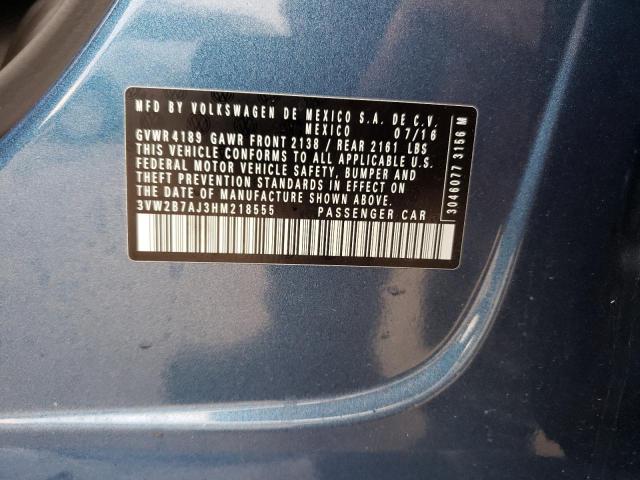 MFD BY VOLKSWAGEN DE MEXICO S.A. DE C.V.
MEXICO 07/16
GVWR 4189 GAWR FRONT 2138 / REAR 2161 LBS
THIS VEHICLE CONFORMS TO ALL APPLICABLE U.S.
FEDERAL MOTOR VEHICLE SAFETY, BUMPER AND
THEFT PREVENTION STANDARDS IN EFFECT ON
THE DATE OF MANUFACTURE SHOWN ABOVE.
3VW2B7AJ3HM218555 PASSENGER CAR
3046077 3156 M